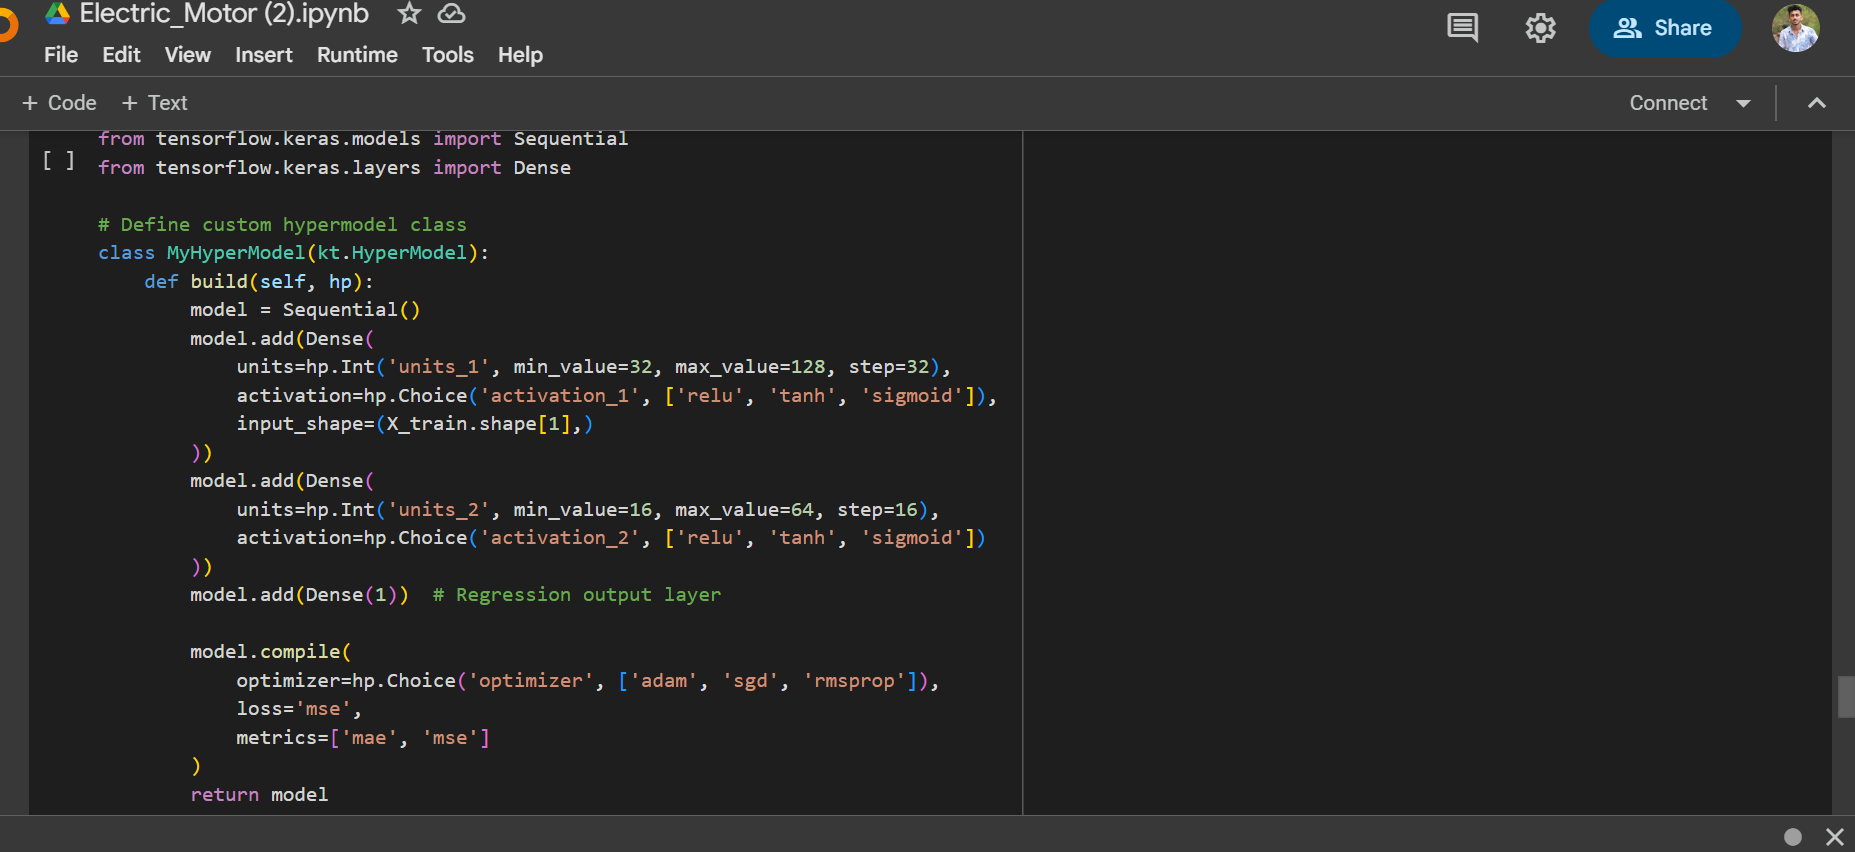 Electric_Motor (2).ipynb
File Edit View Insert Runtime Tools Help
Share
+ Code + Text
Connect
from tensorflow.keras.models import Sequential
[ ] from tensorflow.keras.layers import Dense
# Define custom hypermodel class
class MyHyperModel(kt.HyperModel):
    def build(self, hp):
        model = Sequential()
        model.add(Dense(
            units=hp.Int('units_1', min_value=32, max_value=128, step=32),
            activation=hp.Choice('activation_1', ['relu', 'tanh', 'sigmoid']),
            input_shape=(X_train.shape[1],)
        ))
        model.add(Dense(
            units=hp.Int('units_2', min_value=16, max_value=64, step=16),
            activation=hp.Choice('activation_2', ['relu', 'tanh', 'sigmoid'])
        ))
        model.add(Dense(1))  # Regression output layer
        model.compile(
            optimizer=hp.Choice('optimizer', ['adam', 'sgd', 'rmsprop']),
            loss='mse',
            metrics=['mae', 'mse']
        )
        return model